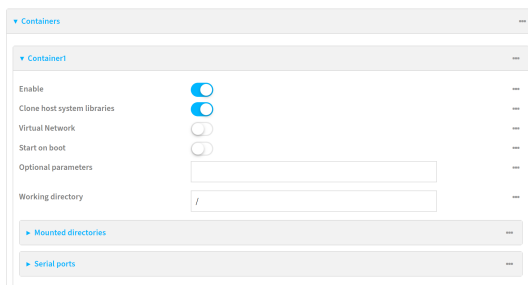 ▼ Containers •••
▼ Container1 •••
Enable •••
Clone host system libraries •••
Virtual Network •••
Start on boot •••
Optional parameters •••
Working directory / •••
► Mounted directories •••
► Serial ports •••